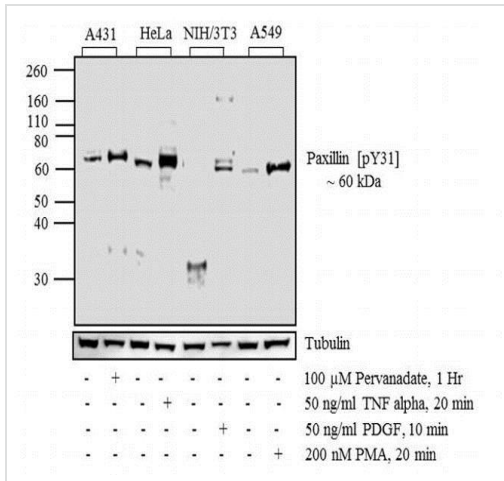 A431 HeLa NIH/3T3 A549
260
160
110
80
60
50
40
30
Paxillin [pY31]
~ 60 kDa
Tubulin
- + - - - - - - 100 µM Pervanadate, 1 Hr
- - - + - - - - 50 ng/ml TNF alpha, 20 min
- - - - - + - - 50 ng/ml PDGF, 10 min
- - - - - - - + 200 nM PMA, 20 min